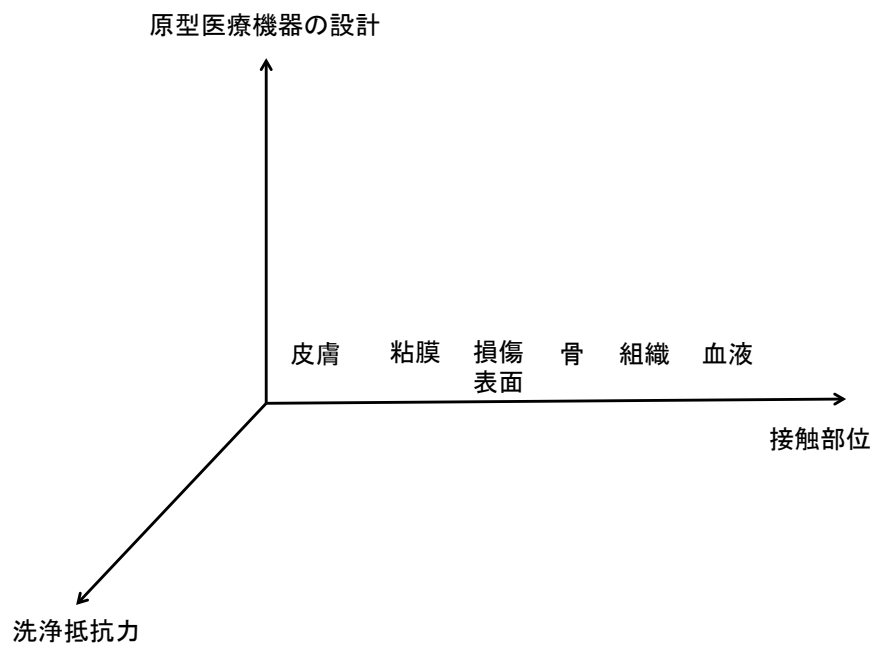 原型医療機器の設計
皮膚
粘膜
損傷
表面
骨
組織
血液
接触部位
洗浄抵抗力